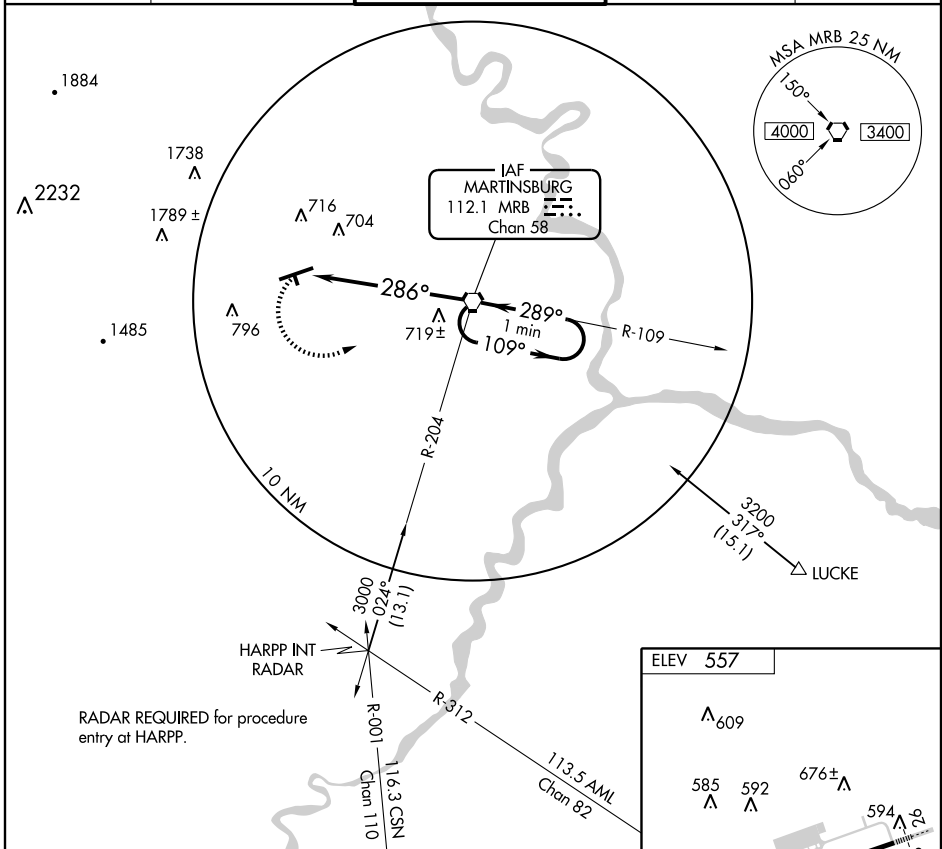 1884
1738
2232
1789 ±
716
704
796
1485
719 ±
IAF
MARTINSBURG
112.1 MRB
Chan 58
MSA MRB 25 NM
150°
4000
3400
060°
286°
289°
1 min
109°
R-109
R-204
10 NM
3000
024°
(13.1)
3200
317°
(15.1)
LUCKE
HARPP INT
RADAR
RADAR REQUIRED for procedure
entry at HARPP.
R-312
R-001
116.3 CSN
Chan 110
113.5 AML
Chan 82
ELEV 557
609
585
592
676±
594
26